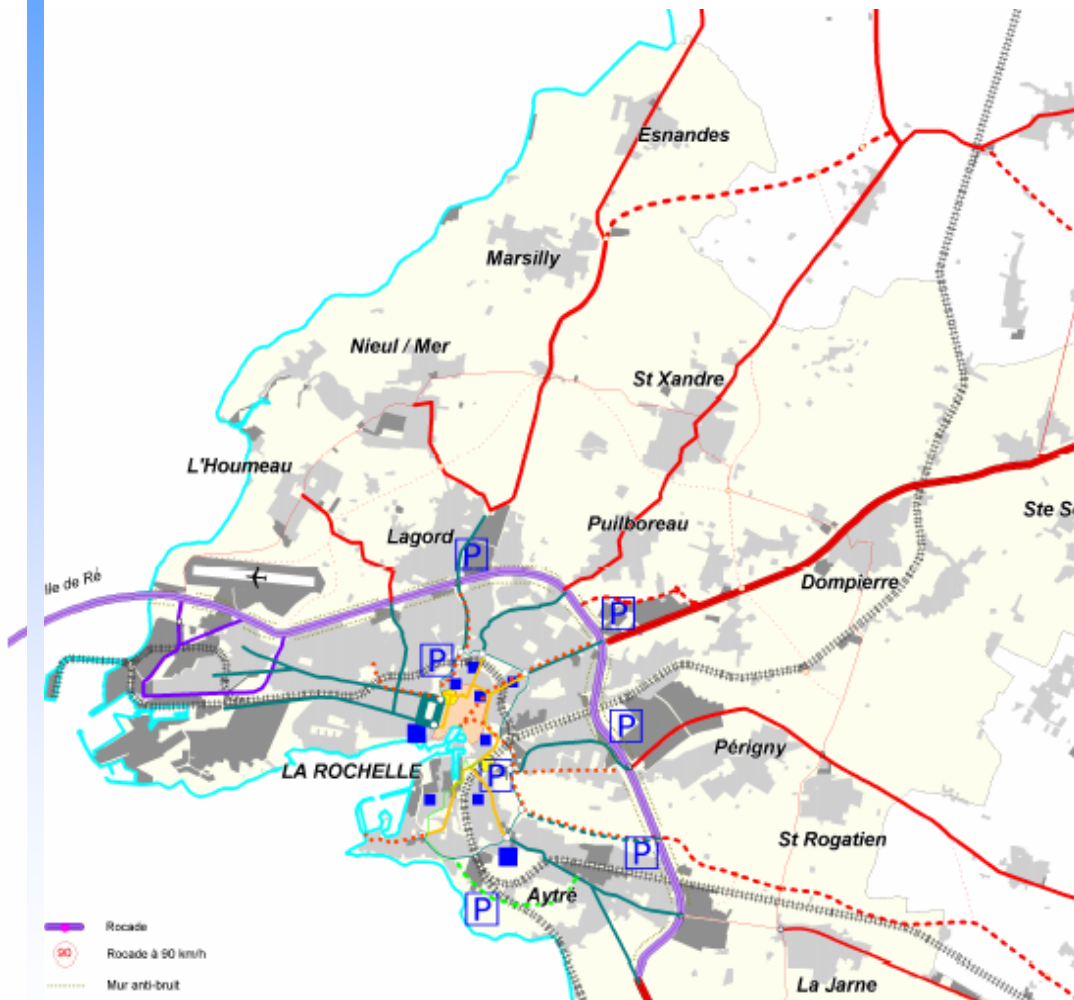 Esnandes
Marsilly
Nieul / Mer
St Xandre
L'Houmeau
Lagord
Puilboreau
Ste S
P
Ile de Ré
Dompierre
P
P
P
Périgny
LA ROCHELLE
P
St Rogatien
P
Aytré
P
Rocade
90
Rocade à 90 km/h
Mur anti-bruit
La Jarne